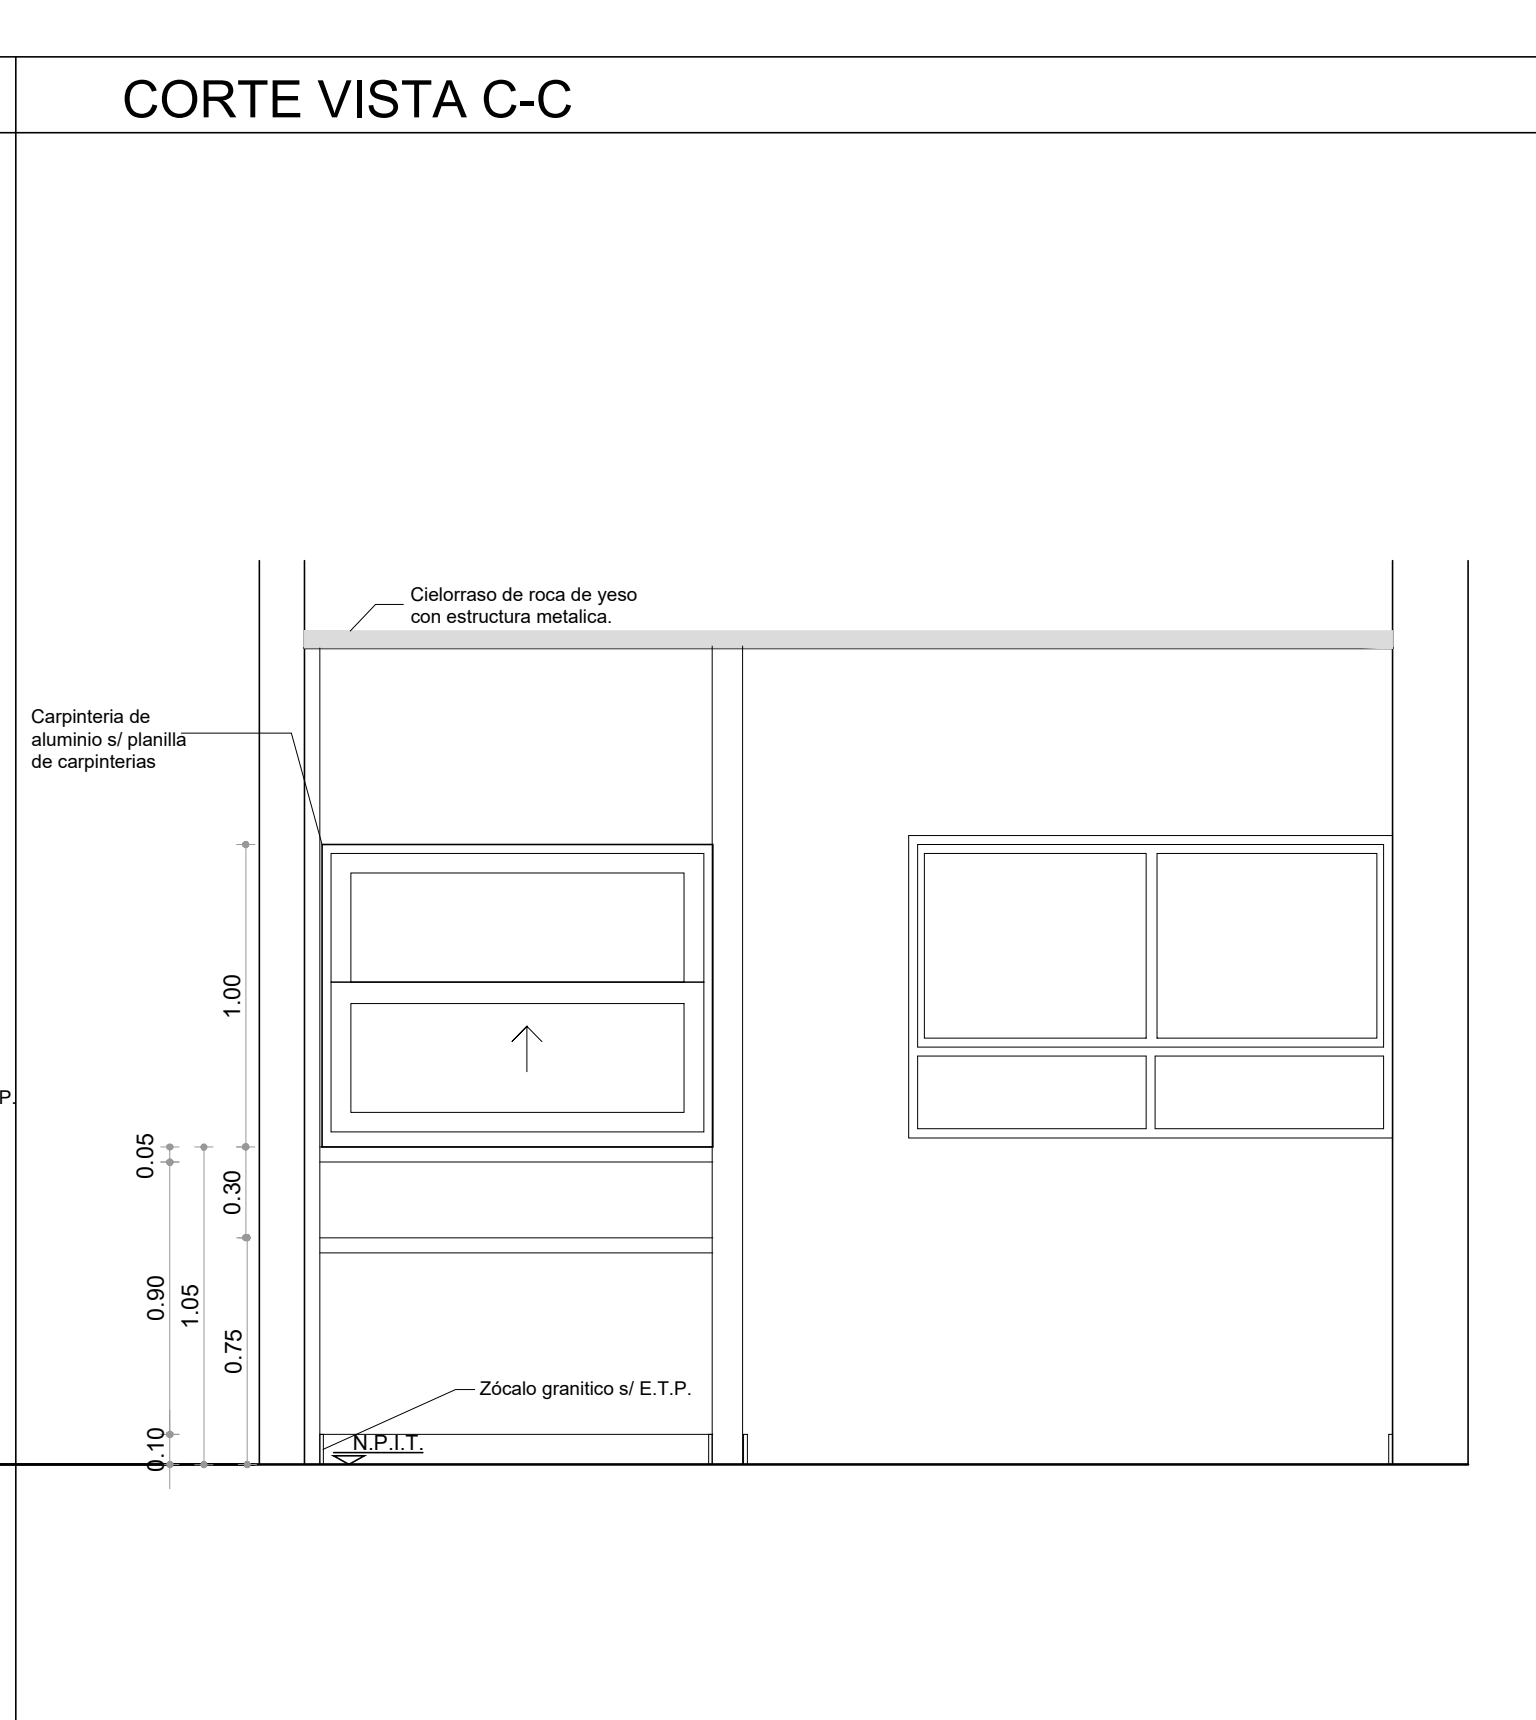 CORTE VISTA C-C
Cielorraso de roca de yeso
con estructura metalica.
Carpinteria de
aluminio s/ planilla
de carpinterias
1.00
P.
0.05
0.30
0.90
1.05
0.75
Zócalo granitico s/ E.T.P.
0.10
N.P.I.T.